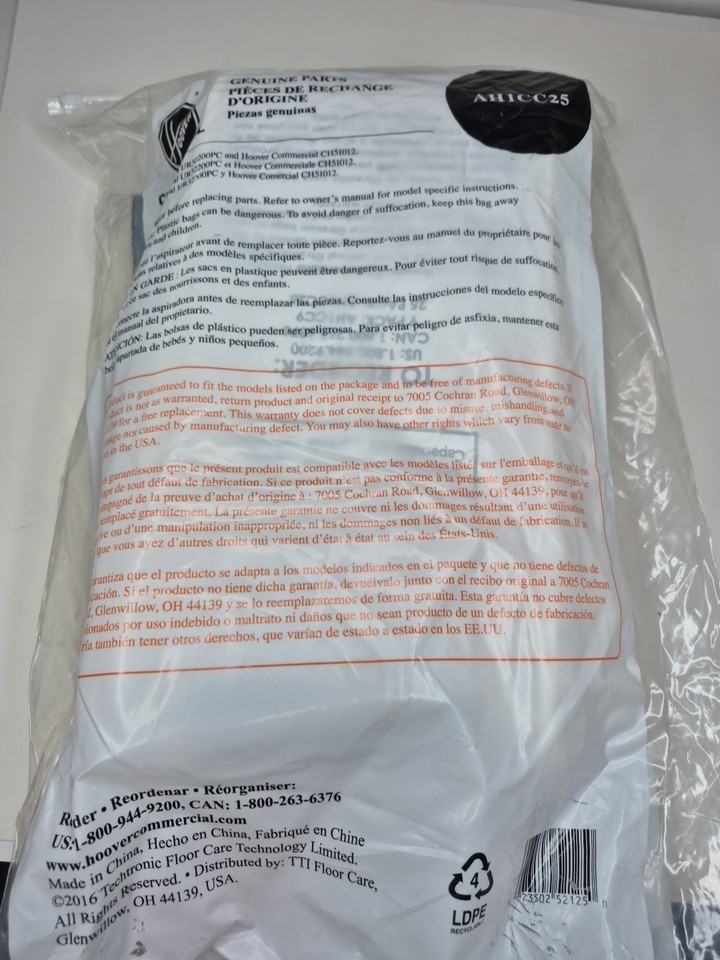 GENUINE PARTS
PIÈCES DE RECHANGE
D'ORIGINE
Piezas genuinas
AH1CC25
Hoover
UR32200PC and Hoover Commercial CH51012.
UR32200PC et Hoover Commerciale CH51012.
UR32200PC y Hoover Comercial CH51012.
before replacing parts. Refer to owner's manual for model specific instructions.
Plastic bags can be dangerous. To avoid danger of suffocation, keep this bag away
and children.
l'aspirateur avant de remplacer toute pièce. Reportez-vous au manuel du propriétaire pour
relatives à des modèles spécifiques.
GARDE : Les sacs en plastique peuvent être dangereux. Pour éviter tout risque de suffocation
ce sac des nourrissons et des enfants.
la aspiradora antes de reemplazar las piezas. Consulte las instrucciones del modelo específico
manual del propietario.
Las bolsas de plástico pueden ser peligrosas. Para evitar peligro de asfixia, mantener esta
apartada de bebés y niños pequeños.
is guaranteed to fit the models listed on the package and to be free of manufacturing defects. If
is not as warranted, return product and original receipt to 7005 Cochran Road, Glenwillow, OH
for a free replacement. This warranty does not cover defects due to misuse, mishandling, and
not caused by manufacturing defect. You may also have other rights which vary from state to
in the USA.
garantissons que le présent produit est compatible avec les modèles listés sur l'emballage et qu'il est
de tout défaut de fabrication. Si ce produit n'est pas conforme à la présente garantie, renvoyez-le
de la preuve d'achat d'origine à : 7005 Cochran Road, Glenwillow, OH 44139, pour qu'il
remplacé gratuitement. La présente garantie ne couvre ni les dommages résultant d'une utilisation
ou d'une manipulation inappropriée, ni les dommages non liés à un défaut de fabrication. Il se
que vous ayez d'autres droits qui varient d'état à état au sein des États-Unis.
que el producto se adapta a los modelos indicados en el paquete y que no tiene defectos de
Si el producto no tiene dicha garantía, devuélvalo junto con el recibo original a 7005 Cochran
Glenwillow, OH 44139 y se lo reemplazaremos de forma gratuita. Esta garantía no cubre defectos
por uso indebido o maltrato ni daños que no sean producto de un defecto de fabricación.
también tener otros derechos, que varían de estado a estado en los EE.UU.
• Reordenar • Réorganiser:
US:1-800-944-9200, CAN: 1-800-263-6376
www.hoovercommercial.com
Made in China, Hecho en China, Fabriqué en Chine
©2016 Techtronic Floor Care Technology Limited.
All Rights Reserved. • Distributed by: TTI Floor Care,
Glenwillow, OH 44139, USA.
4
LDPE
73502 52125 0